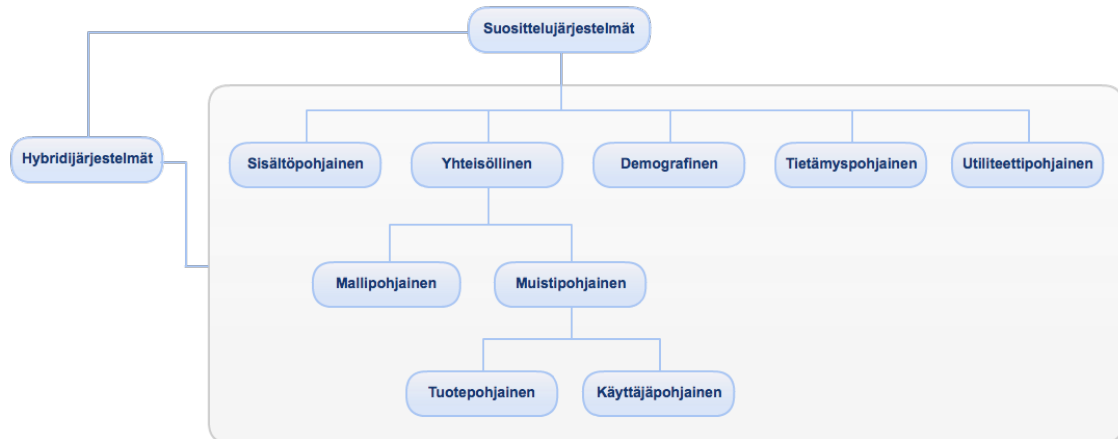 Suosittelujärjestelmät
Hybridijärjestelmät
Sisältöpohjainen
Yhteisöllinen
Demografinen
Tietämyspohjainen
Utiliteettipohjainen
Mallipohjainen
Muistipohjainen
Tuotepohjainen
Käyttäjäpohjainen